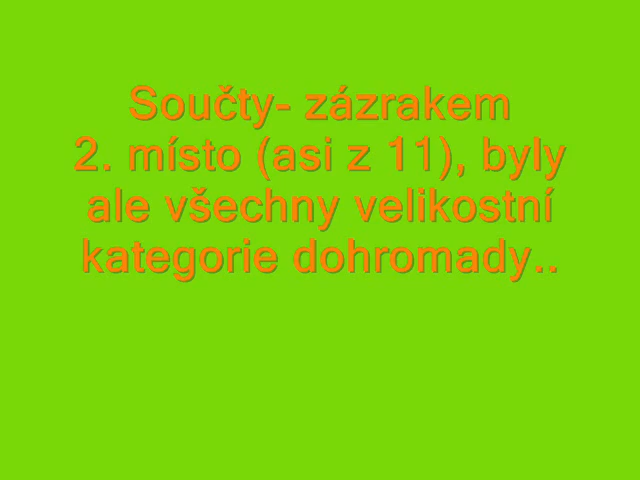 Součty- zázrakem
2. místo (asi z 11), byly
ale všechny velikostní
kategorie dohromady..